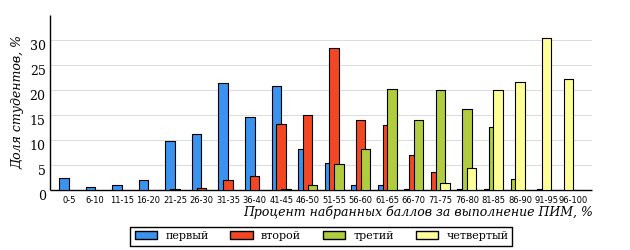 Доля студентов, %
30
25
20
15
10
5
0
0-5 6-10 11-15 16-20 21-25 26-30 31-35 36-40 41-45 46-50 51-55 56-60 61-65 66-70 71-75 76-80 81-85 86-90 91-95 96-100
Процент набранных баллов за выполнение ПИМ, %
первый второй третий четвертый